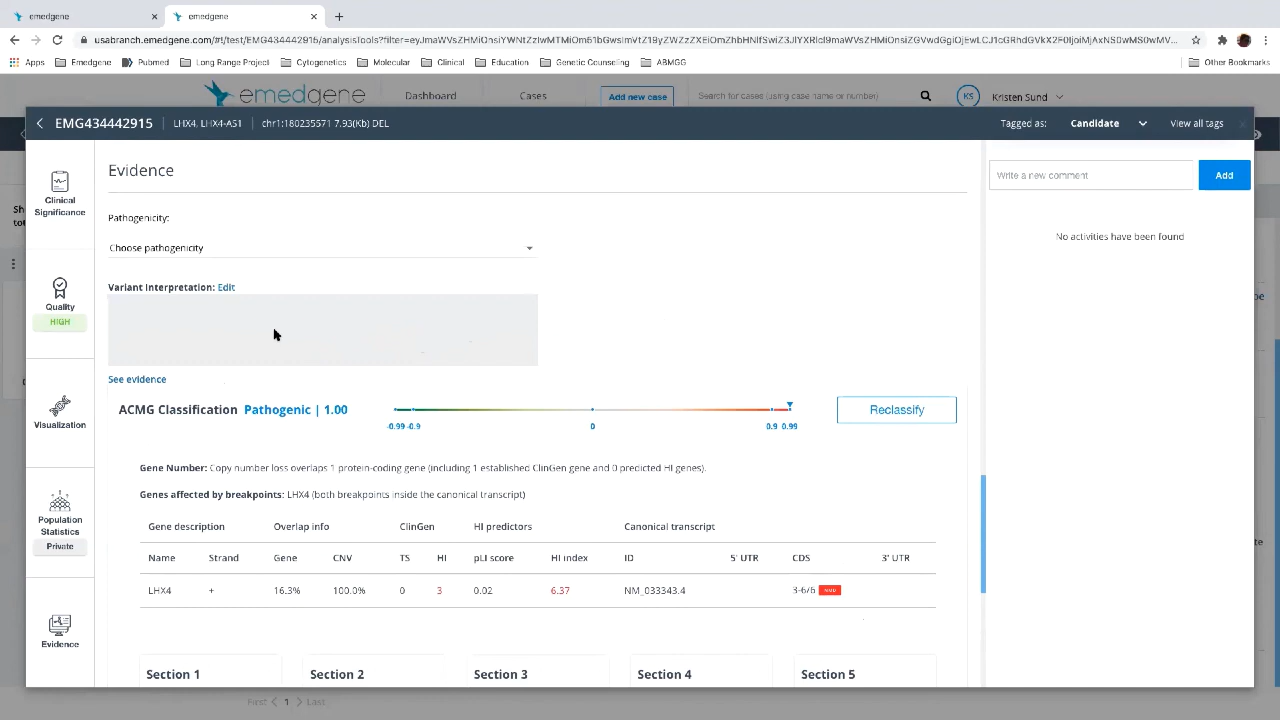 emedgene
emedgene
usabranch.emedgene.com/#t/test/EMG434442915/analysisTools?filter=
Apps Emedgene Pubmed Long Range Project Cytogenetics Molecular Clinical Education Genetic Counseling ABMGG Other Bookmarks
emedgene Dashboard Cases Add new case Search for cases (using case name or number) KS Kristen Sund
EMG434442915 LHX4, LHX4-AS1 chr1:180235571 7.93(Kb) DEL Tagged as: Candidate View all tags
Evidence
Write a new comment Add
No activities have been found
Clinical
Significance
Quality
HIGH
Visualization
Population
Statistics
Private
Evidence
Pathogenicity:
Choose pathogenicity
Variant Interpretation: Edit
See evidence
ACMG Classification Pathogenic | 1.00 Reclassify
-0.99 -0.9 0 0.9 0.99
Gene Number: Copy number loss overlaps 1 protein-coding gene (including 1 established ClinGen gene and 0 predicted HI genes).
Genes affected by breakpoints: LHX4 (both breakpoints inside the canonical transcript)
Gene description Overlap info ClinGen HI predictors Canonical transcript
Name Strand Gene CNV TS HI pLI score HI index ID 5' UTR CDS 3' UTR
LHX4 + 16.3% 100.0% 0 3 0.02 6.37 NM_033343.4 3-6/6
Section 1 Section 2 Section 3 Section 4 Section 5
First 1 Last